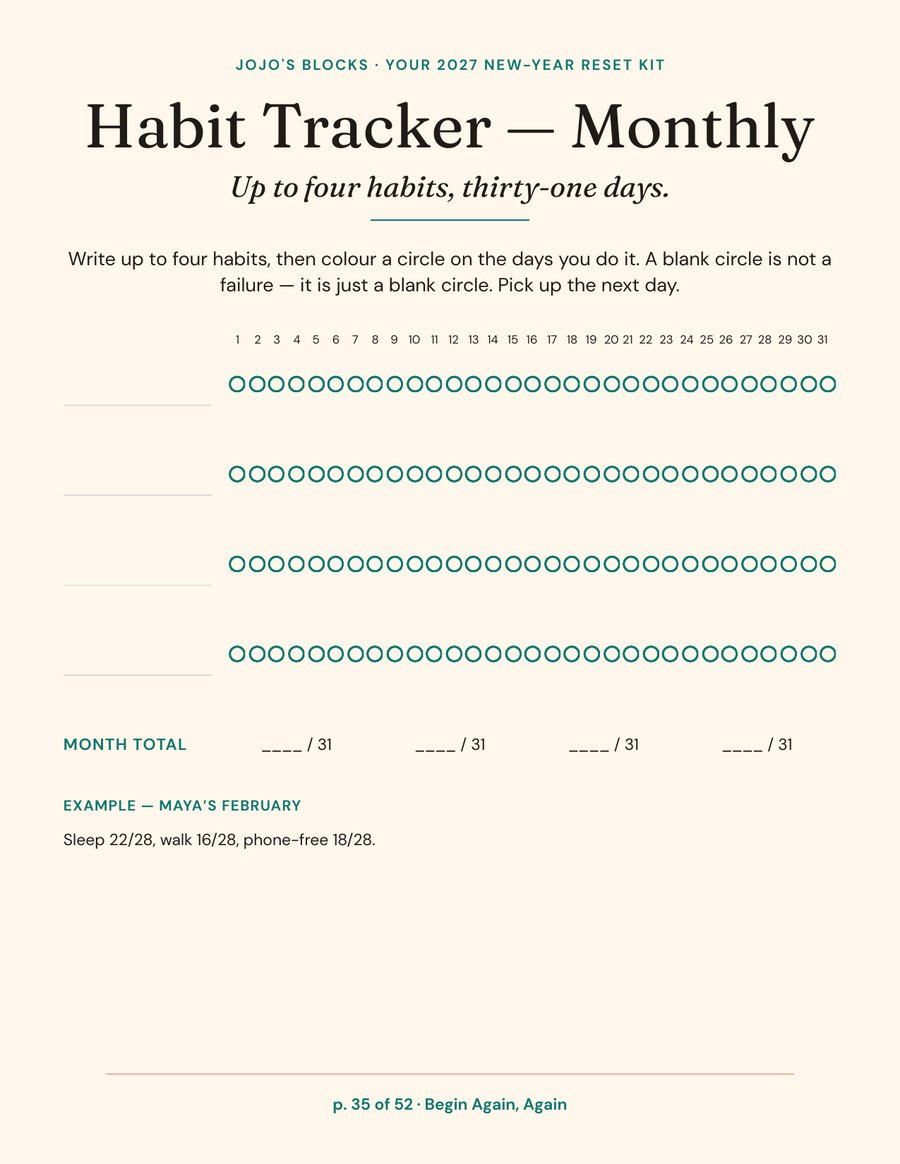 JOJO'S BLOCKS · YOUR 2027 NEW-YEAR RESET KIT
Habit Tracker — Monthly
Up to four habits, thirty-one days.
Write up to four habits, then colour a circle on the days you do it. A blank circle is not a
failure — it is just a blank circle. Pick up the next day.
1 2 3 4 5 6 7 8 9 10 11 12 13 14 15 16 17 18 19 20 21 22 23 24 25 26 27 28 29 30 31
MONTH TOTAL ____ / 31 ____ / 31 ____ / 31 ____ / 31
EXAMPLE — MAYA’S FEBRUARY
Sleep 22/28, walk 16/28, phone-free 18/28.
p. 35 of 52 · Begin Again, Again